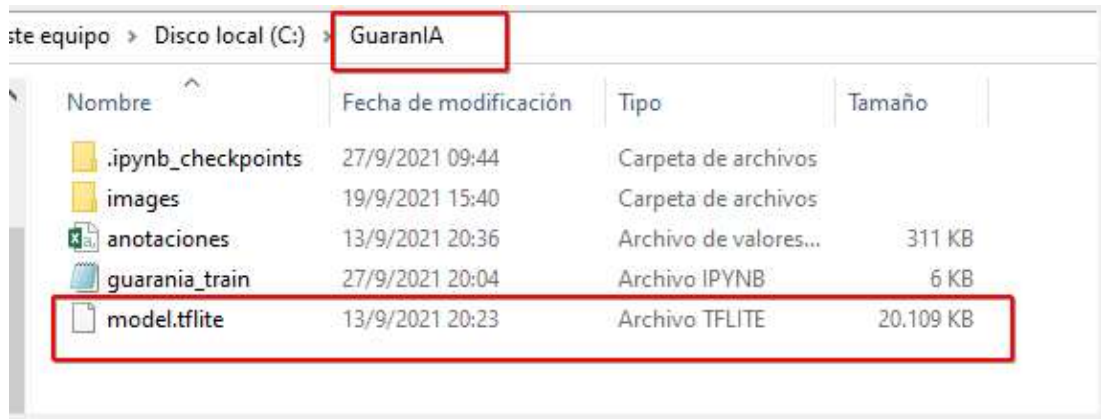 ste equipo > Disco local (C:) > GuaranIA
Nombre Fecha de modificación Tipo Tamaño
.ipynb_checkpoints 27/9/2021 09:44 Carpeta de archivos
images 19/9/2021 15:40 Carpeta de archivos
anotaciones 13/9/2021 20:36 Archivo de valores... 311 KB
guarania_train 27/9/2021 20:04 Archivo IPYNB 6 KB
model.tflite 13/9/2021 20:23 Archivo TFLITE 20.109 KB